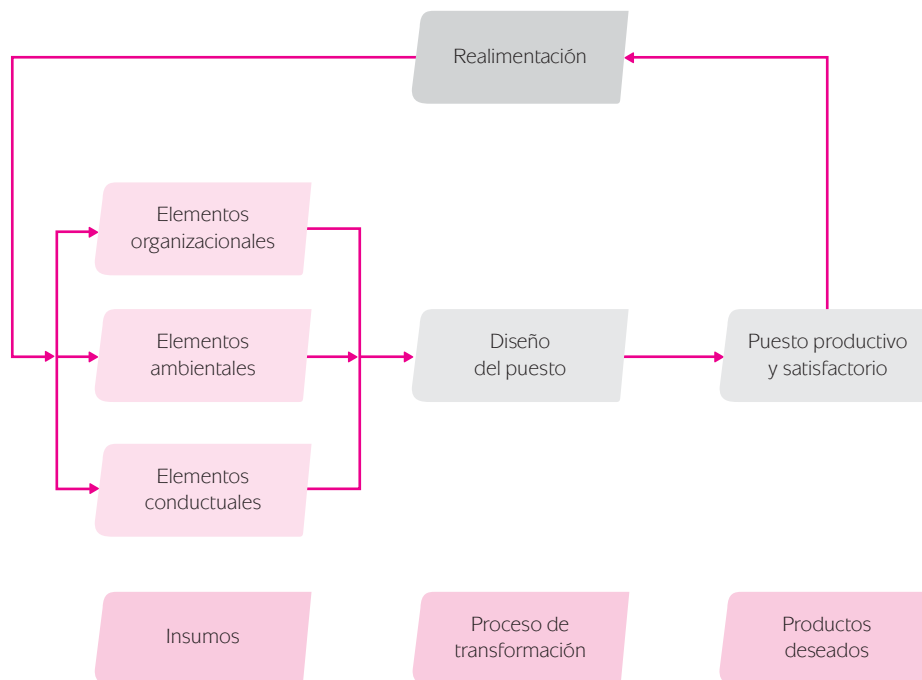 Realimentación
Elementos
organizacionales
Elementos
ambientales
Diseño
del puesto
Puesto productivo
y satisfactorio
Elementos
conductuales
Insumos
Proceso de
transformación
Productos
deseados